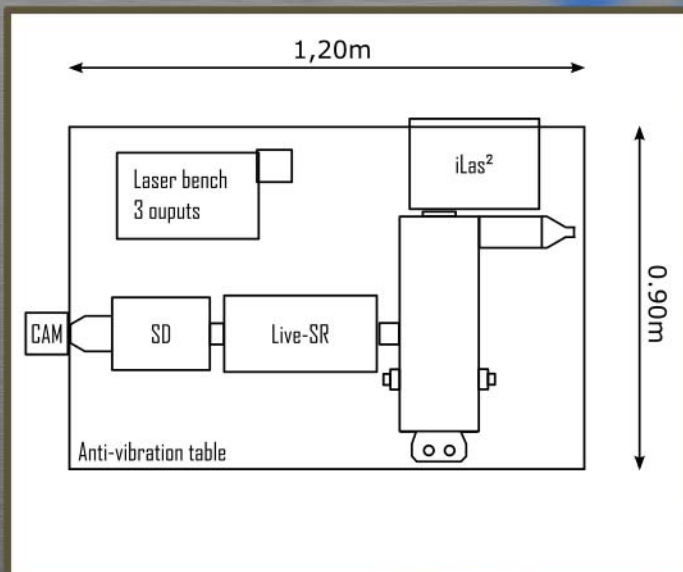 1,20m
iLas²
Laser bench
3 ouputs
0.90m
CAM
SD
Live-SR
Anti-vibration table